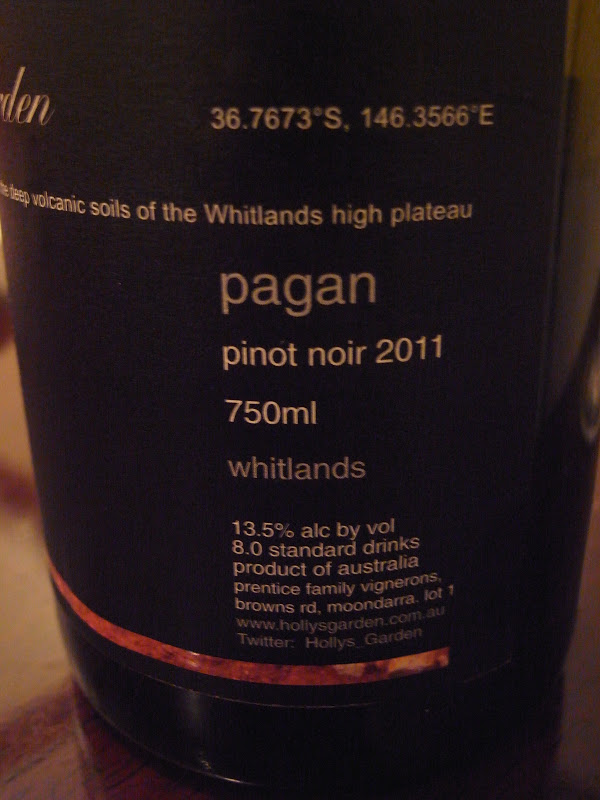 36.7673°S, 146.3566°E
deep volcanic soils of the Whitlands high plateau
pagan
pinot noir 2011
750ml
whitlands
13.5% alc by vol
8.0 standard drinks
product of australia
prentice family vignerons,
browns rd, moondarra. lot 1
www.hollysgarden.com.au
Twitter: Hollys_Garden